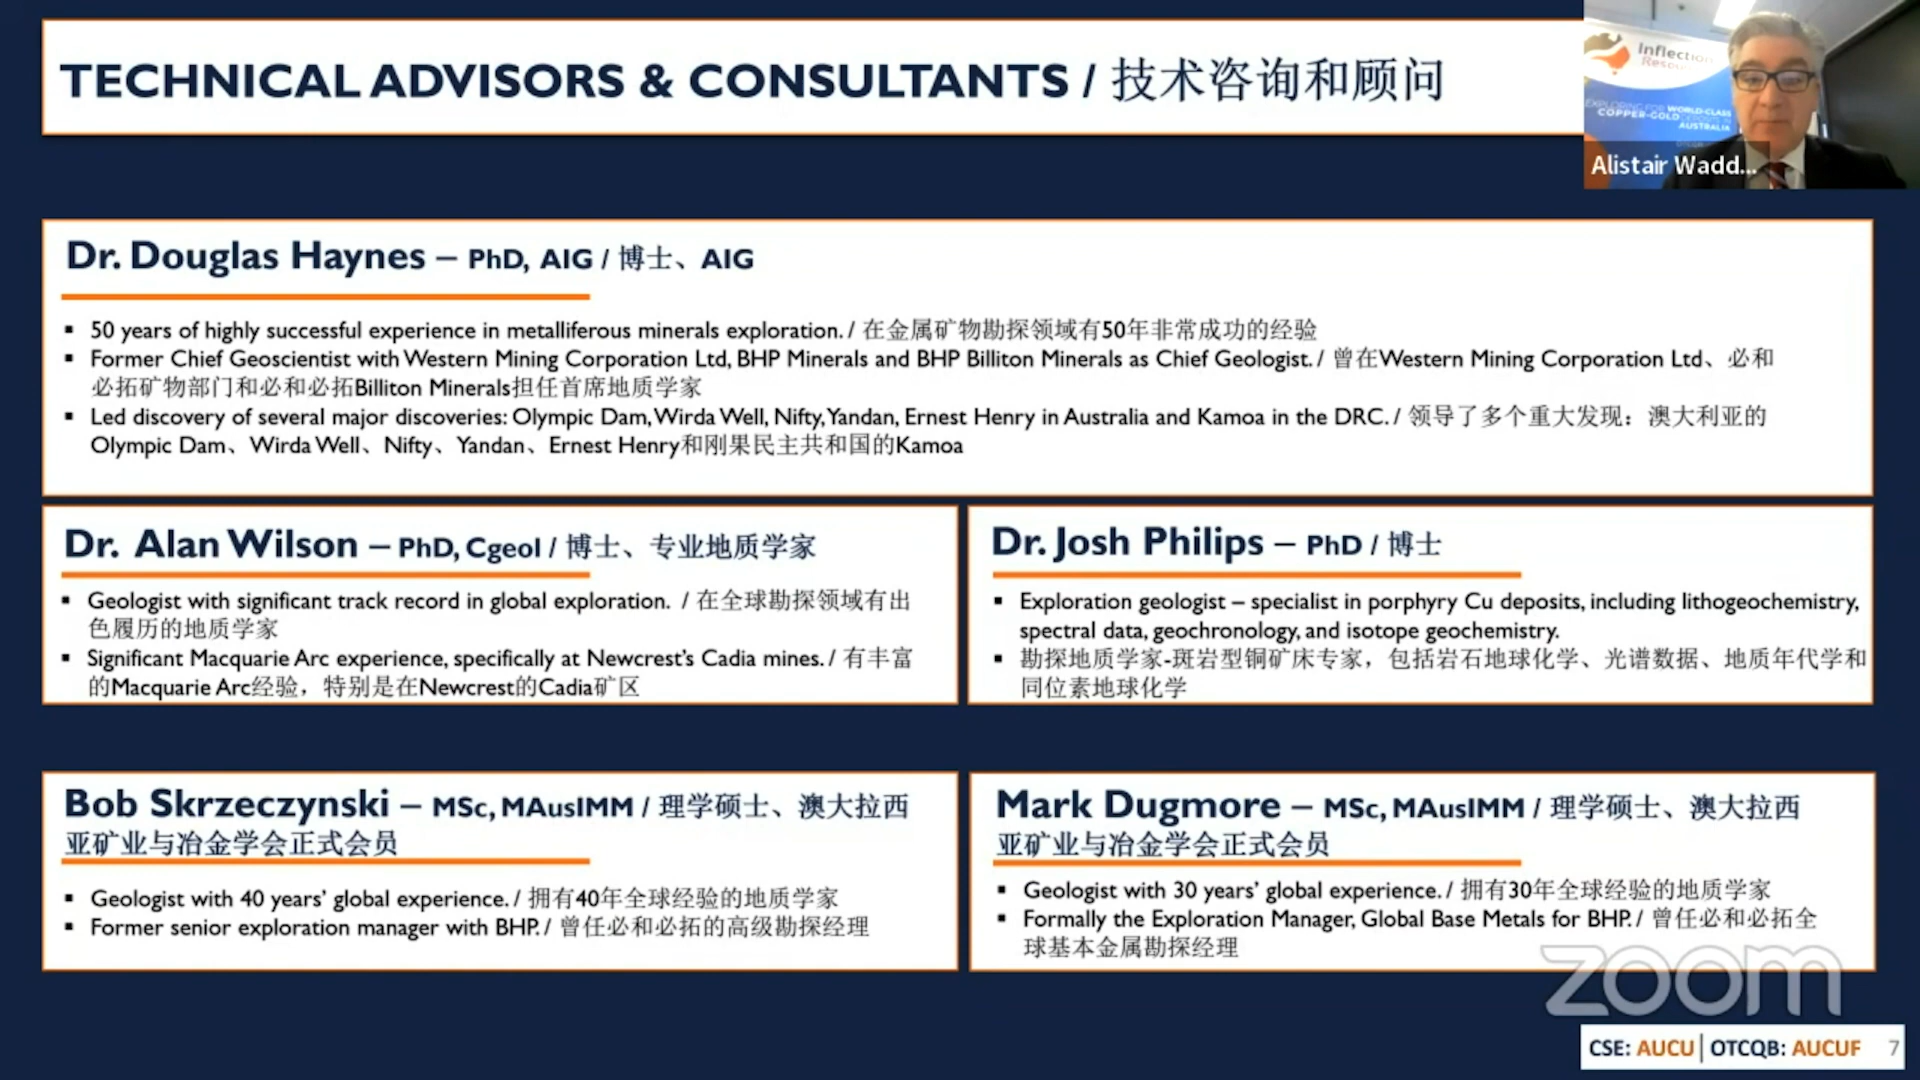 TECHNICAL ADVISORS & CONSULTANTS / 技术咨询和顾问
Inflection
EXPLORING FOR WORLD-CLASS
COPPER-GOLD DEPOSITS IN
AUSTRALIA
Alistair Wadd...
Dr. Douglas Haynes – PhD, AIG / 博士、AIG
▪ 50 years of highly successful experience in metalliferous minerals exploration. / 在金属矿物勘探领域有50年非常成功的经验
▪ Former Chief Geoscientist with Western Mining Corporation Ltd, BHP Minerals and BHP Billiton Minerals as Chief Geologist. / 曾在Western Mining Corporation Ltd、必和
必拓矿物部门和必和必拓Billiton Minerals担任首席地质学家
▪ Led discovery of several major discoveries: Olympic Dam, Wirda Well, Nifty, Yandan, Ernest Henry in Australia and Kamoa in the DRC. / 领导了多个重大发现：澳大利亚的
Olympic Dam、Wirda Well、Nifty、Yandan、Ernest Henry和刚果民主共和国的Kamoa
Dr. Alan Wilson – PhD, Cgeol / 博士、专业地质学家
▪ Geologist with significant track record in global exploration. / 在全球勘探领域有出
色履历的地质学家
▪ Significant Macquarie Arc experience, specifically at Newcrest's Cadia mines. / 有丰富
的Macquarie Arc经验，特别是在Newcrest的Cadia矿区
Dr. Josh Philips – PhD / 博士
▪ Exploration geologist – specialist in porphyry Cu deposits, including lithogeochemistry,
spectral data, geochronology, and isotope geochemistry.
▪ 勘探地质学家-斑岩型铜矿床专家，包括岩石地球化学、光谱数据、地质年代学和
同位素地球化学
Bob Skrzeczynski – MSc, MAusIMM / 理学硕士、澳大拉西
亚矿业与冶金学会正式会员
▪ Geologist with 40 years' global experience. / 拥有40年全球经验的地质学家
▪ Former senior exploration manager with BHP. / 曾任必和必拓的高级勘探经理
Mark Dugmore – MSc, MAusIMM / 理学硕士、澳大拉西
亚矿业与冶金学会正式会员
▪ Geologist with 30 years' global experience. / 拥有30年全球经验的地质学家
▪ Formally the Exploration Manager, Global Base Metals for BHP. / 曾任必和必拓全
球基本金属勘探经理
zoom
CSE: AUCU | OTCQB: AUCUF 7